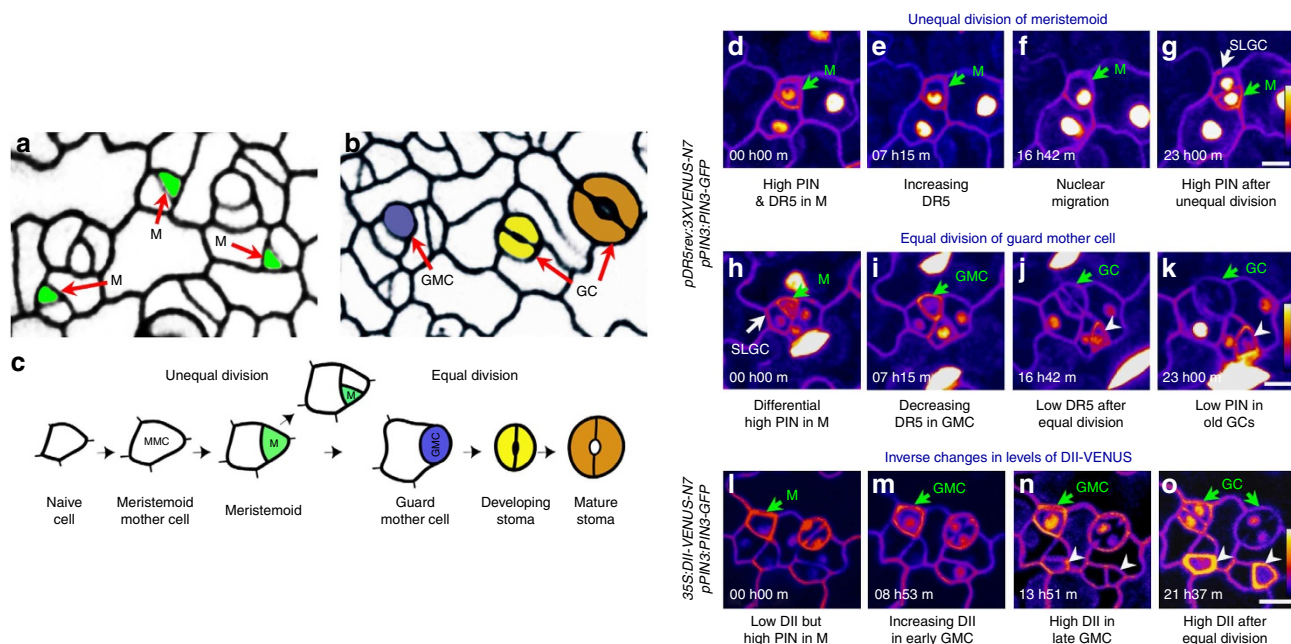 a
M
M
M
b
GMC
GC
c
Unequal division
Equal division
MMC
M
M
GMC
Naive
cell
Meristemoid
mother cell
Meristemoid
Guard
mother cell
Developing
stoma
Mature
stoma
pDR5rev:3XVENUS-N7
pPIN3:PIN3-GFP
Unequal division of meristemoid
d
M
00 h00 m
e
M
07 h15 m
f
M
16 h42 m
g
SLGC
M
23 h00 m
High PIN
& DR5 in M
Increasing
DR5
Nuclear
migration
High PIN after
unequal division
Equal division of guard mother cell
h
M
SLGC
00 h00 m
i
GMC
07 h15 m
j
GC
16 h42 m
k
GC
23 h00 m
Differential
high PIN in M
Decreasing
DR5 in GMC
Low DR5 after
equal division
Low PIN in
old GCs
35S:DII-VENUS-N7
pPIN3:PIN3-GFP
Inverse changes in levels of DII-VENUS
l
M
00 h00 m
m
GMC
08 h53 m
n
GMC
13 h51 m
o
GC
21 h37 m
Low DII but
high PIN in M
Increasing DII
in early GMC
High DII in
late GMC
High DII after
equal division